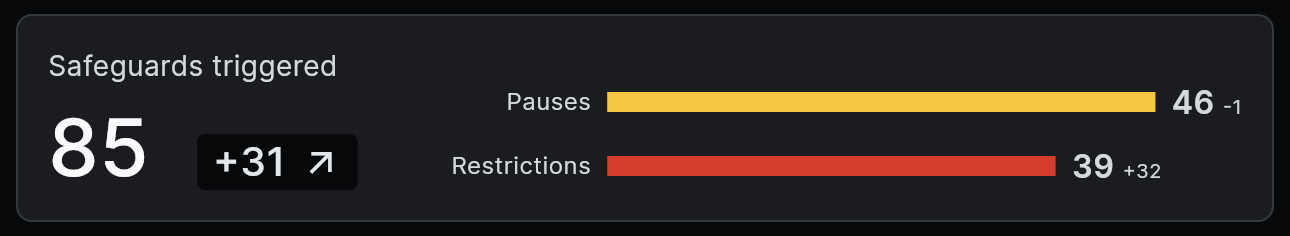 Safeguards triggered
85 +31
Pauses 46 -1
Restrictions 39 +32